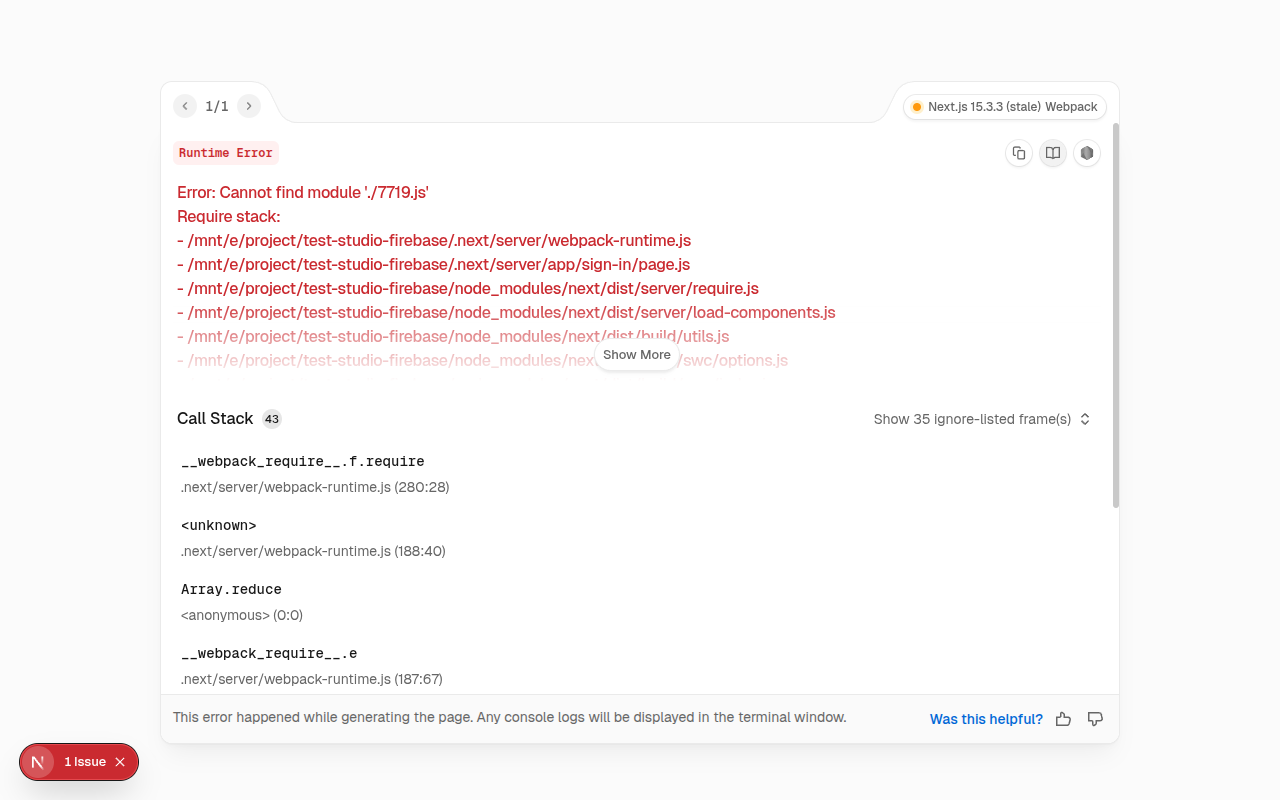 1/1
Next.js 15.3.3 (stale) Webpack
Runtime Error
Error: Cannot find module './7719.js'
Require stack:
- /mnt/e/project/test-studio-firebase/.next/server/webpack-runtime.js
- /mnt/e/project/test-studio-firebase/.next/server/app/sign-in/page.js
- /mnt/e/project/test-studio-firebase/node_modules/next/dist/server/require.js
- /mnt/e/project/test-studio-firebase/node_modules/next/dist/server/load-components.js
- /mnt/e/project/test-studio-firebase/node_modules/next/dist/build/utils.js
- /mnt/e/project/test-studio-firebase/node_modules/next /swc/options.js
Show More
Call Stack 43
Show 35 ignore-listed frame(s)
__webpack_require__.f.require
.next/server/webpack-runtime.js (280:28)
<unknown>
.next/server/webpack-runtime.js (188:40)
Array.reduce
<anonymous> (0:0)
__webpack_require__.e
.next/server/webpack-runtime.js (187:67)
This error happened while generating the page. Any console logs will be displayed in the terminal window.
Was this helpful?
N 1 Issue